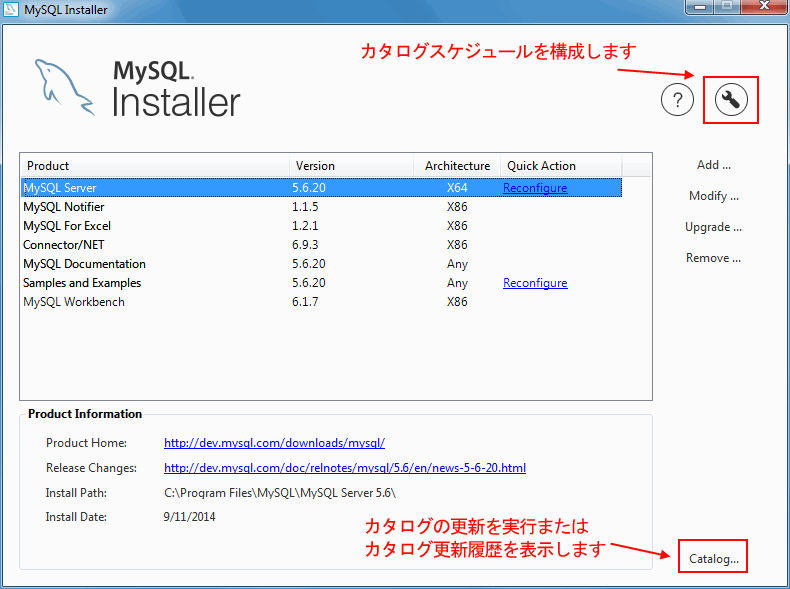 MySQL Installer
カタログスケジュールを構成します
MySQL.
Installer
?
Product Version Architecture Quick Action
MySQL Server 5.6.20 X64 Reconfigure
MySQL Notifier 1.1.5 X86
MySQL For Excel 1.2.1 X86
Connector/NET 6.9.3 X86
MySQL Documentation 5.6.20 Any
Samples and Examples 5.6.20 Any Reconfigure
MySQL Workbench 6.1.7 X86
Add ...
Modify ...
Upgrade ...
Remove ...
Product Information
Product Home: http://dev.mysql.com/downloads/mysql/
Release Changes: http://dev.mysql.com/doc/relnotes/mysql/5.6/en/news-5-6-20.html
Install Path: C:\Program Files\MySQL\MySQL Server 5.6\
Install Date: 9/11/2014
カタログの更新を実行または
カタログ更新履歴を表示します
Catalog...